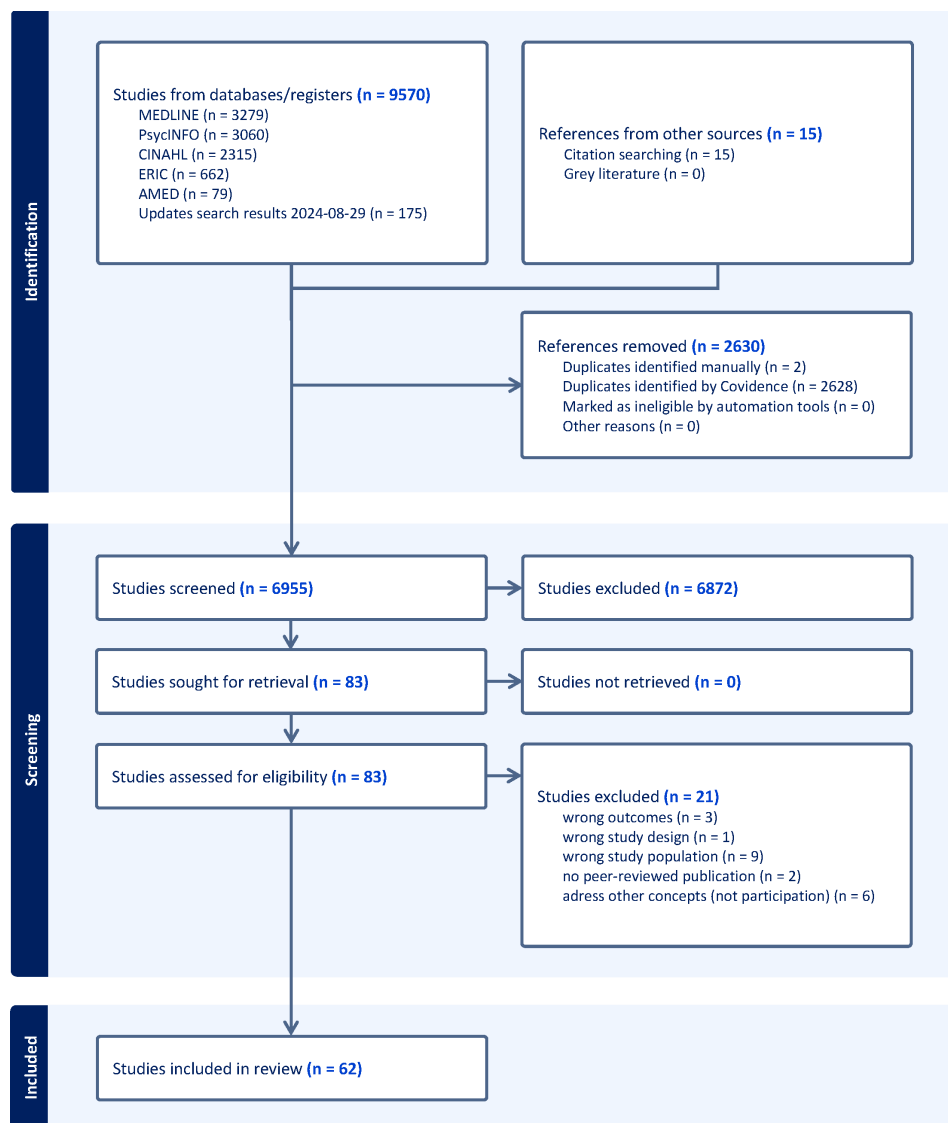 Identification
Studies from databases/registers (n = 9570)
MEDLINE (n = 3279)
PsycINFO (n = 3060)
CINAHL (n = 2315)
ERIC (n = 662)
AMED (n = 79)
Updates search results 2024-08-29 (n = 175)
References from other sources (n = 15)
Citation searching (n = 15)
Grey literature (n = 0)
References removed (n = 2630)
Duplicates identified manually (n = 2)
Duplicates identified by Covidence (n = 2628)
Marked as ineligible by automation tools (n = 0)
Other reasons (n = 0)
Screening
Studies screened (n = 6955)
Studies excluded (n = 6872)
Studies sought for retrieval (n = 83)
Studies not retrieved (n = 0)
Studies assessed for eligibility (n = 83)
Studies excluded (n = 21)
wrong outcomes (n = 3)
wrong study design (n = 1)
wrong study population (n = 9)
no peer-reviewed publication (n = 2)
adress other concepts (not participation) (n = 6)
Included
Studies included in review (n = 62)